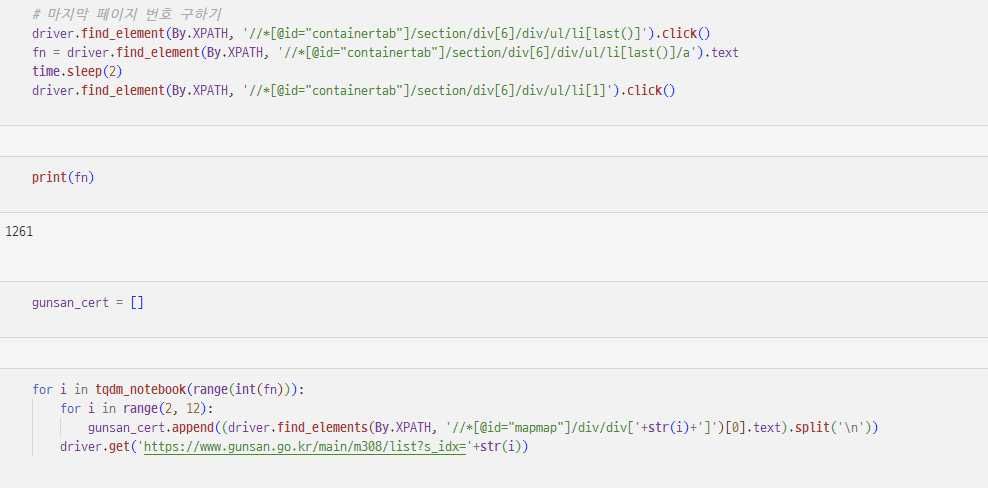 # 마지막 페이지 번호 구하기
driver.find_element(By.XPATH, '//*[@id="containertab"]/section/div[6]/div/ul/li[last()]').click()
fn = driver.find_element(By.XPATH, '//*[@id="containertab"]/section/div[6]/div/ul/li[last()]/a').text
time.sleep(2)
driver.find_element(By.XPATH, '//*[@id="containertab"]/section/div[6]/div/ul/li[1]').click()
print(fn)
1261
gunsan_cert = []
for i in tqdm_notebook(range(int(fn))):
for i in range(2, 12):
gunsan_cert.append((driver.find_elements(By.XPATH, '//*[@id="mapmap"]/div/div['+str(i)+']')[0].text).split('\n'))
driver.get('https://www.gunsan.go.kr/main/m308/list?s_idx='+str(i))